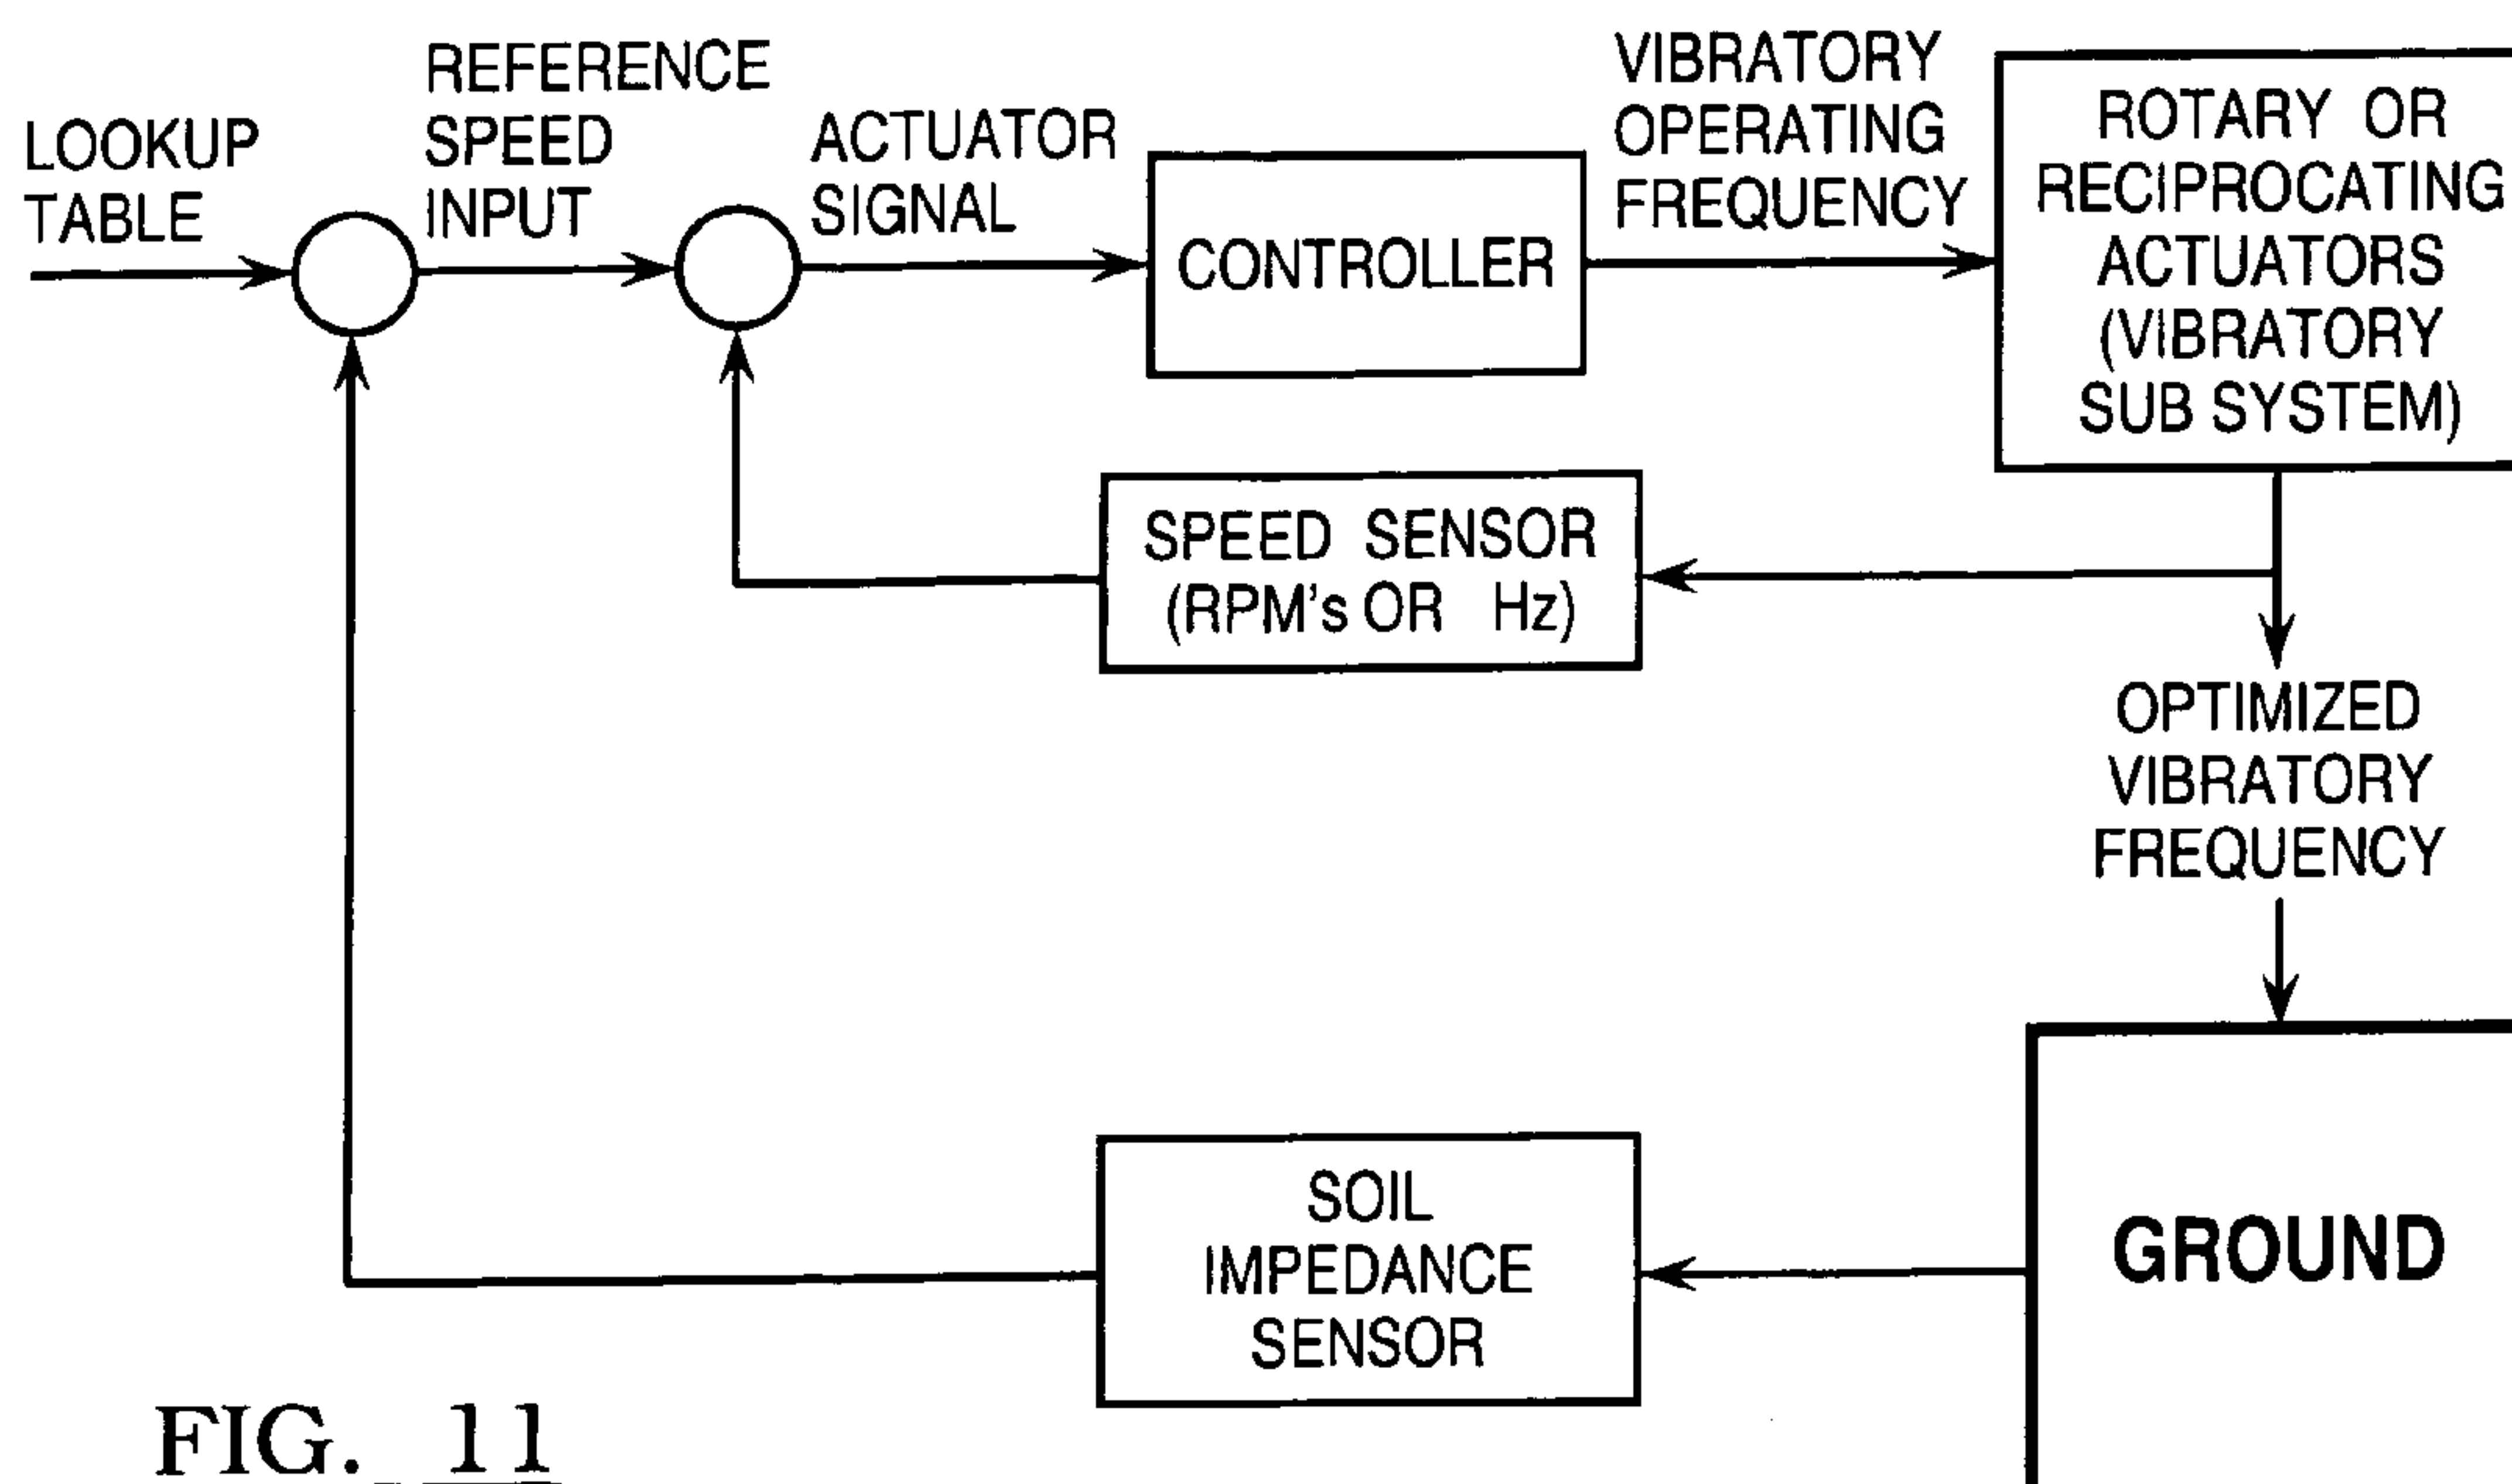 LOOKUP
TABLE
REFERENCE
SPEED
INPUT
ACTUATOR
SIGNAL
CONTROLLER
VIBRATORY
OPERATING
FREQUENCY
ROTARY OR
RECIPROCATING
ACTUATORS
(VIBRATORY
SUB SYSTEM)
SPEED SENSOR
(RPM's OR Hz)
OPTIMIZED
VIBRATORY
FREQUENCY
SOIL
IMPEDANCE
SENSOR
GROUND
FIG. 11